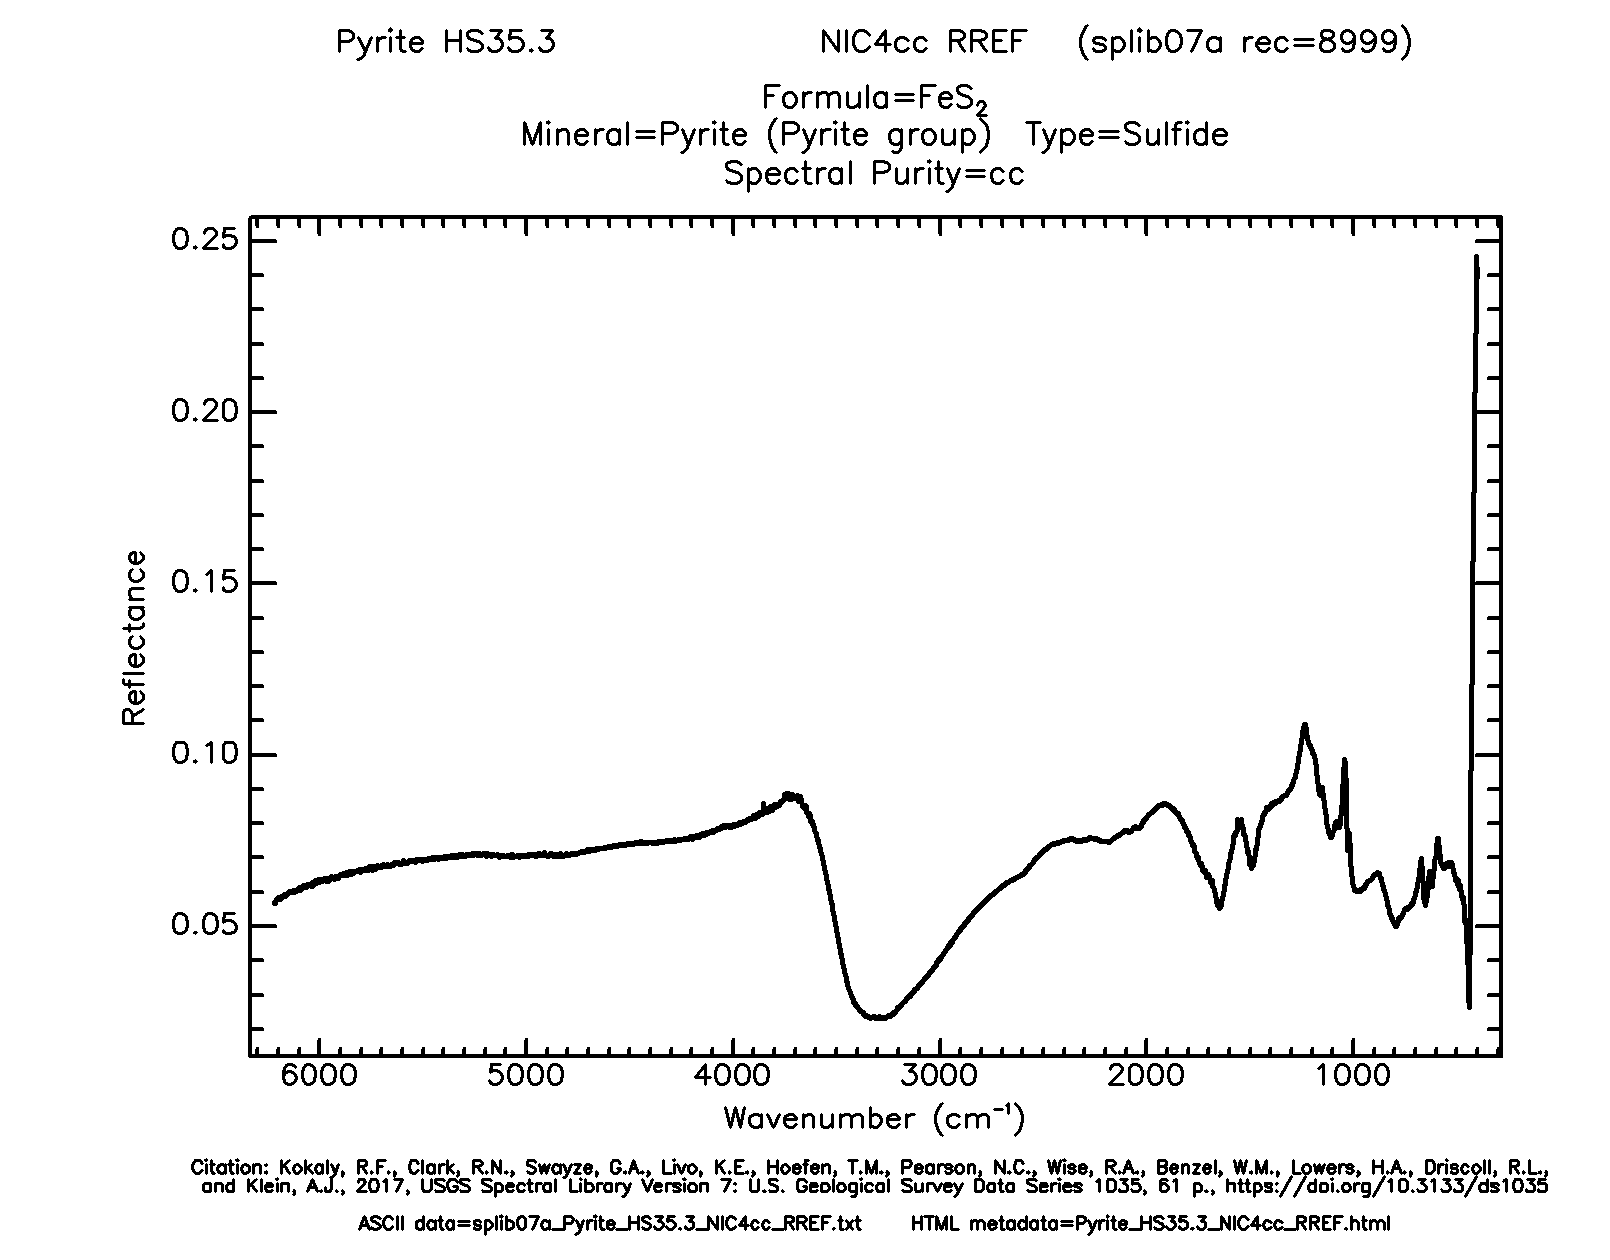 Pyrite HS35.3 NIC4cc RREF (splib07a rec=8999)
Formula=FeS₂
Mineral=Pyrite (Pyrite group) Type=Sulfide
Spectral Purity=cc
0.25
0.20
0.15
0.10
0.05
Reflectance
6000 5000 4000 3000 2000 1000
Wavenumber (cm⁻¹)
Citation: Kokaly, R.F., Clark, R.N., Swayze, G.A., Livo, K.E., Hoefen, T.M., Pearson, N.C., Wise, R.A., Benzel, W.M., Lowers, H.A., Driscoll, R.L.,
and Klein, A.J., 2017, USGS Spectral Library Version 7: U.S. Geological Survey Data Series 1035, 61 p., https://doi.org/10.3133/ds1035
ASCII data=splib07a_Pyrite_HS35.3_NIC4cc_RREF.txt HTML metadata=Pyrite_HS35.3_NIC4cc_RREF.html